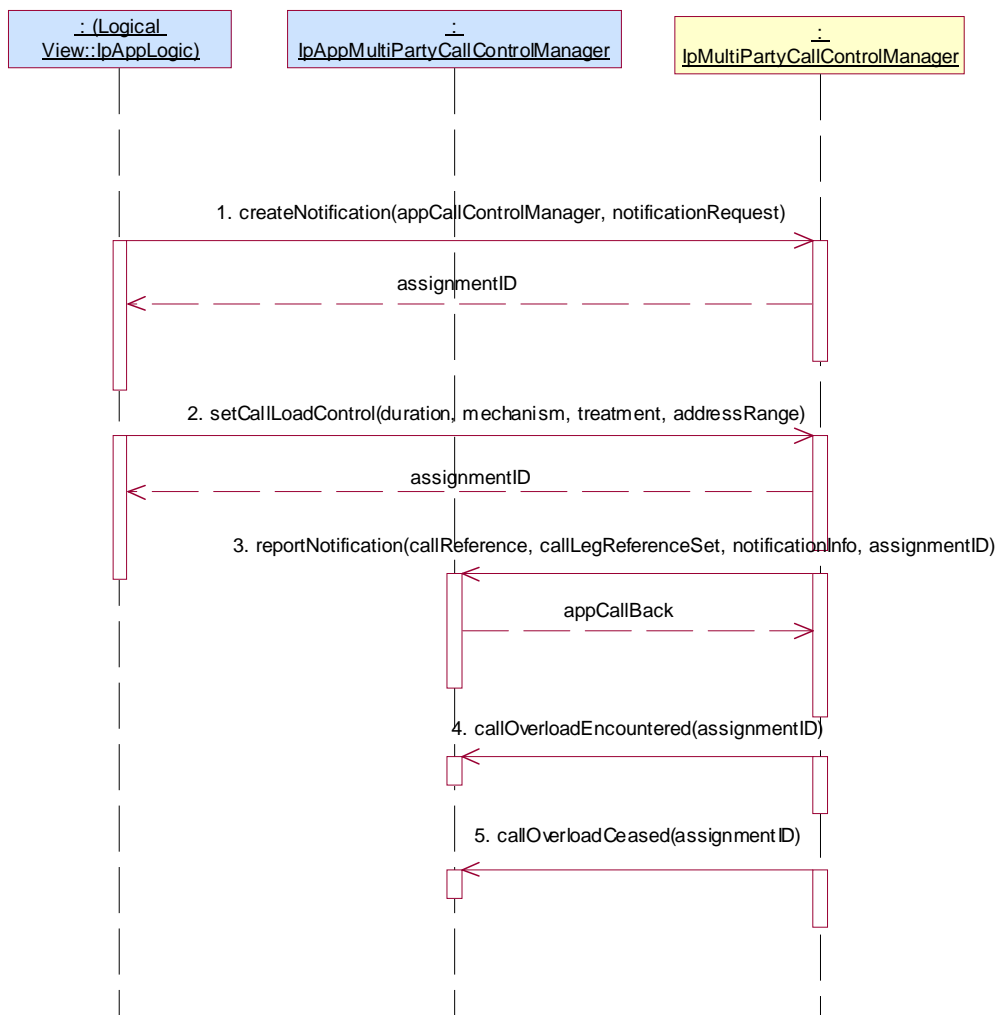 : (Logical
View::IpAppLogic)
:
IpAppMultiPartyCallControlManager
:
IpMultiPartyCallControlManager
1. createNotification(appCallControlManager, notificationRequest)
assignmentID
2. setCallLoadControl(duration, mechanism, treatment, addressRange)
assignmentID
3. reportNotification(callReference, callLegReferenceSet, notificationInfo, assignmentID)
appCallBack
4. callOverloadEncountered(assignmentID)
5. callOverloadCeased(assignmentID)